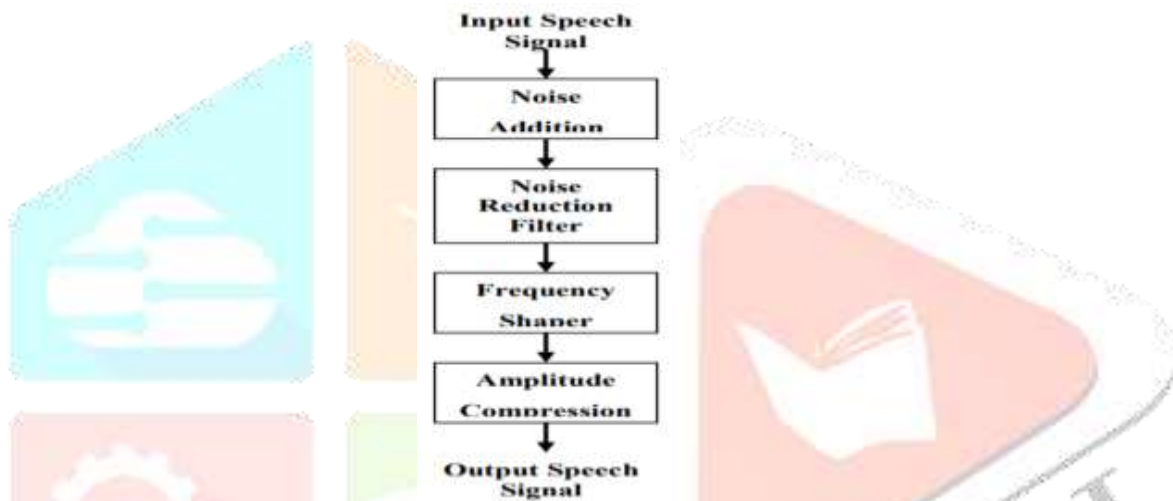 Input Speech
Signal
Noise
Addition
Noise
Reduction
Filter
Frequency
Shaper
Amplitude
Compression
Output Speech
Signal